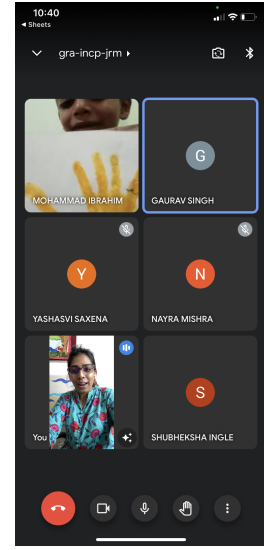 10:40
◀ Sheets
gra-incp-jrm ▸
MOHAMMAD IBRAHIM
GAURAV SINGH
G
YASHASVI SAXENA
Y
NAYRA MISHRA
N
You
SHUBHEKSHA INGLE
S